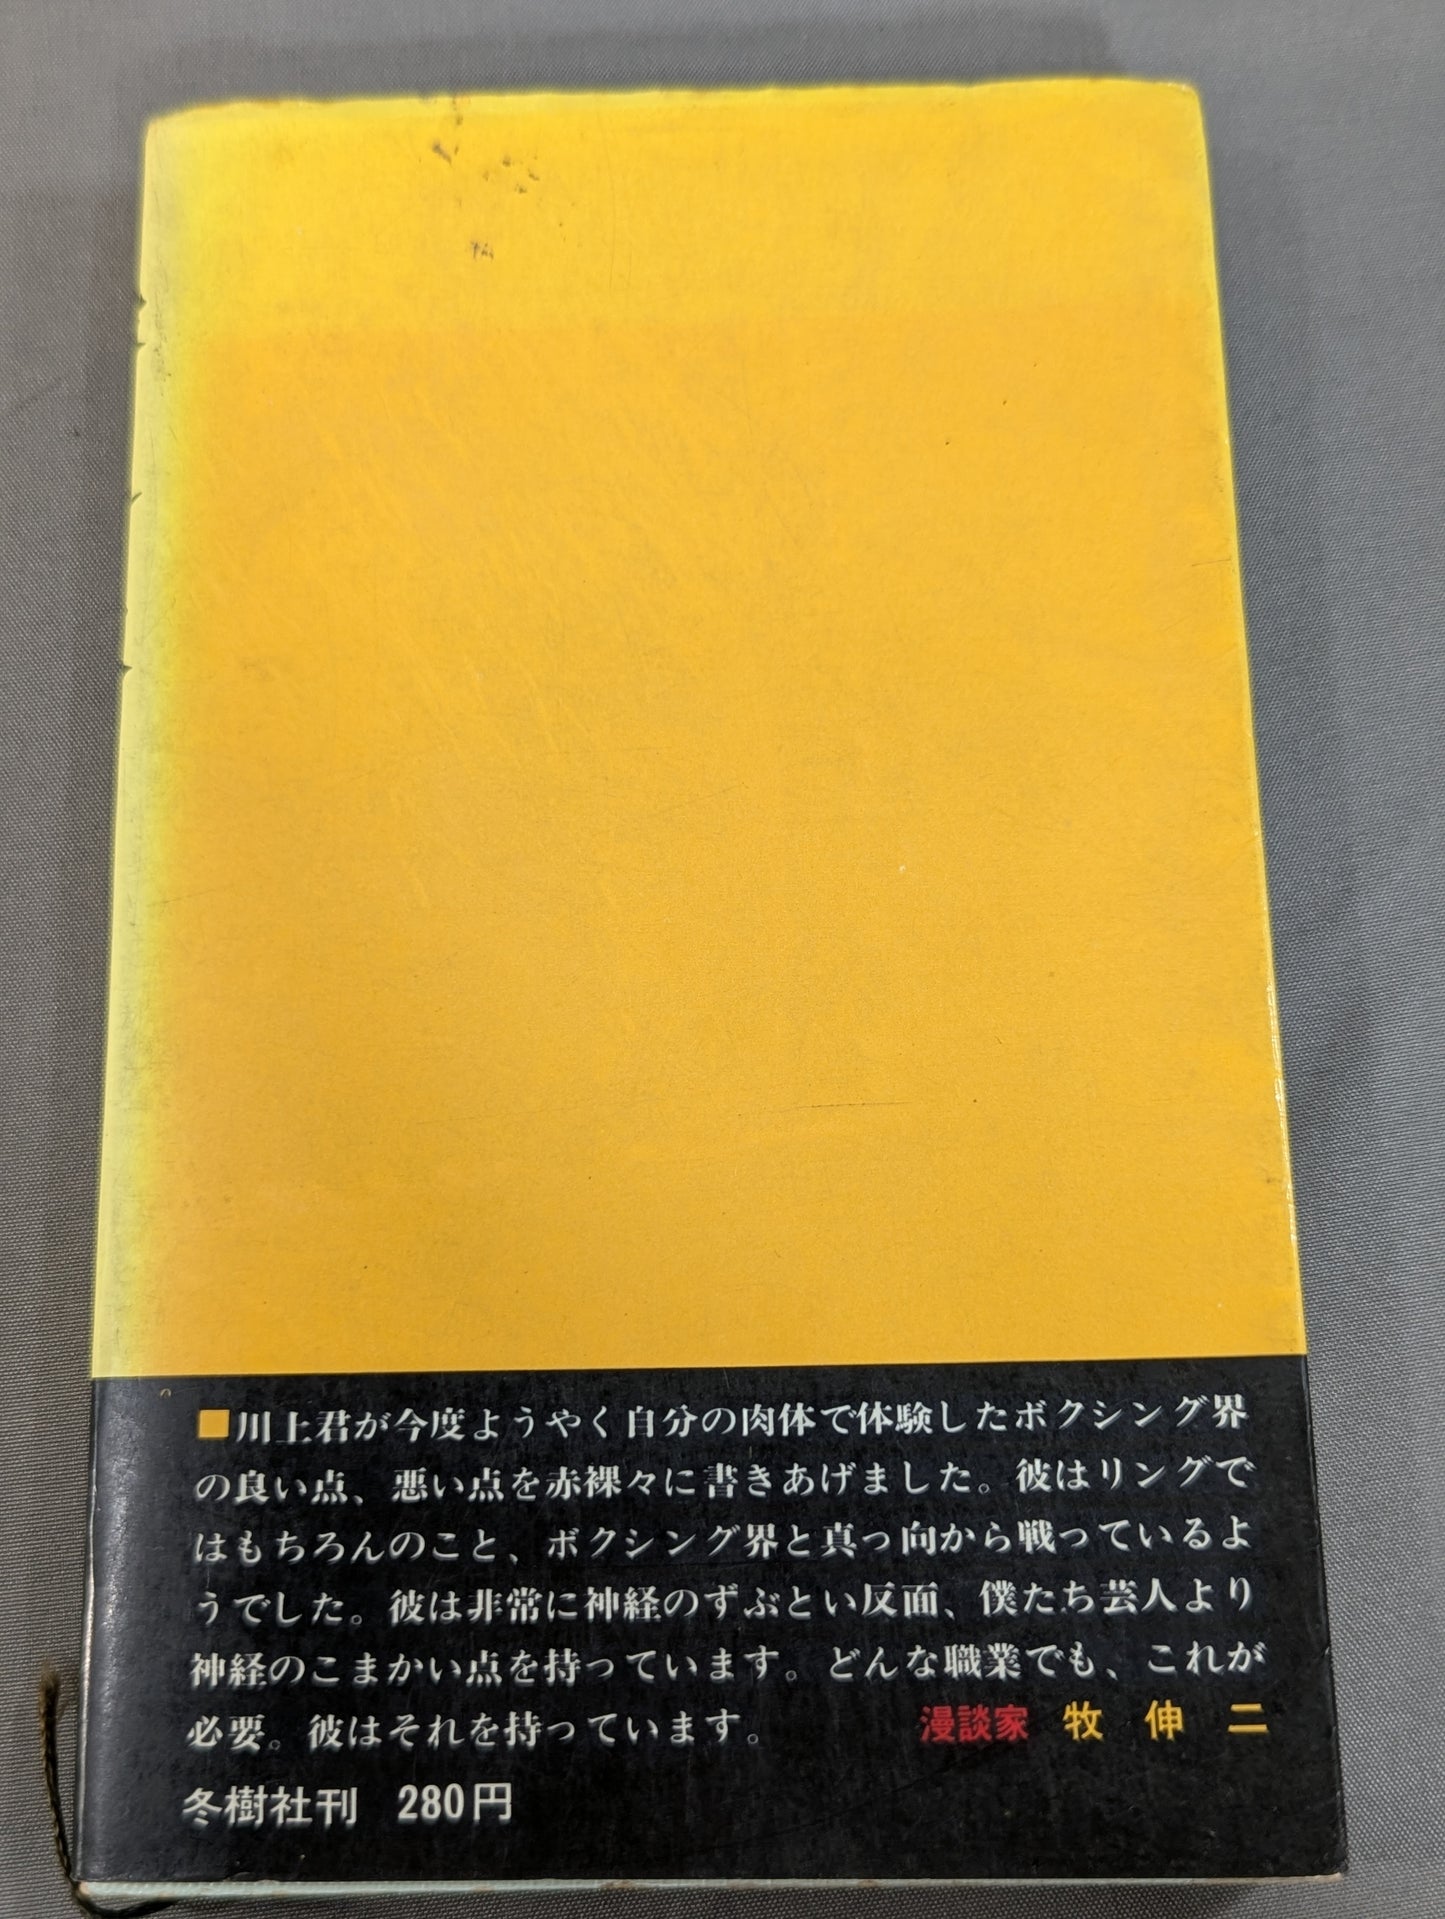 ■川上君が今度ようやく自分の肉体で体験したボクシング界
の良い点、悪い点を赤裸々に書きあげました。彼はリングで
はもちろんのこと、ボクシング界と真っ向から戦っているよ
うでした。彼は非常に神経のずぶとい反面、僕たち芸人より
神経のこまかい点を持っています。どんな職業でも、これが
必要。彼はそれを持っています。 漫談家 牧 伸 二
冬樹社刊 280円